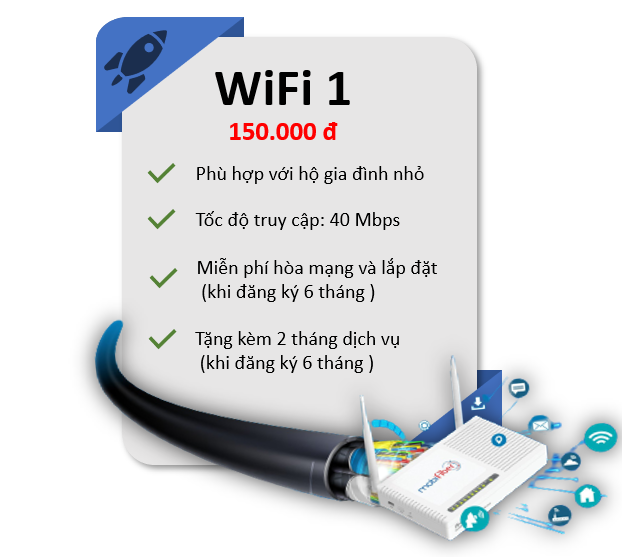 WiFi 1
150.000 đ
Phù hợp với hộ gia đình nhỏ
Tốc độ truy cập: 40 Mbps
Miễn phí hòa mạng và lắp đặt
(khi đăng ký 6 tháng )
Tặng kèm 2 tháng dịch vụ
(khi đăng ký 6 tháng )
mobiFiber